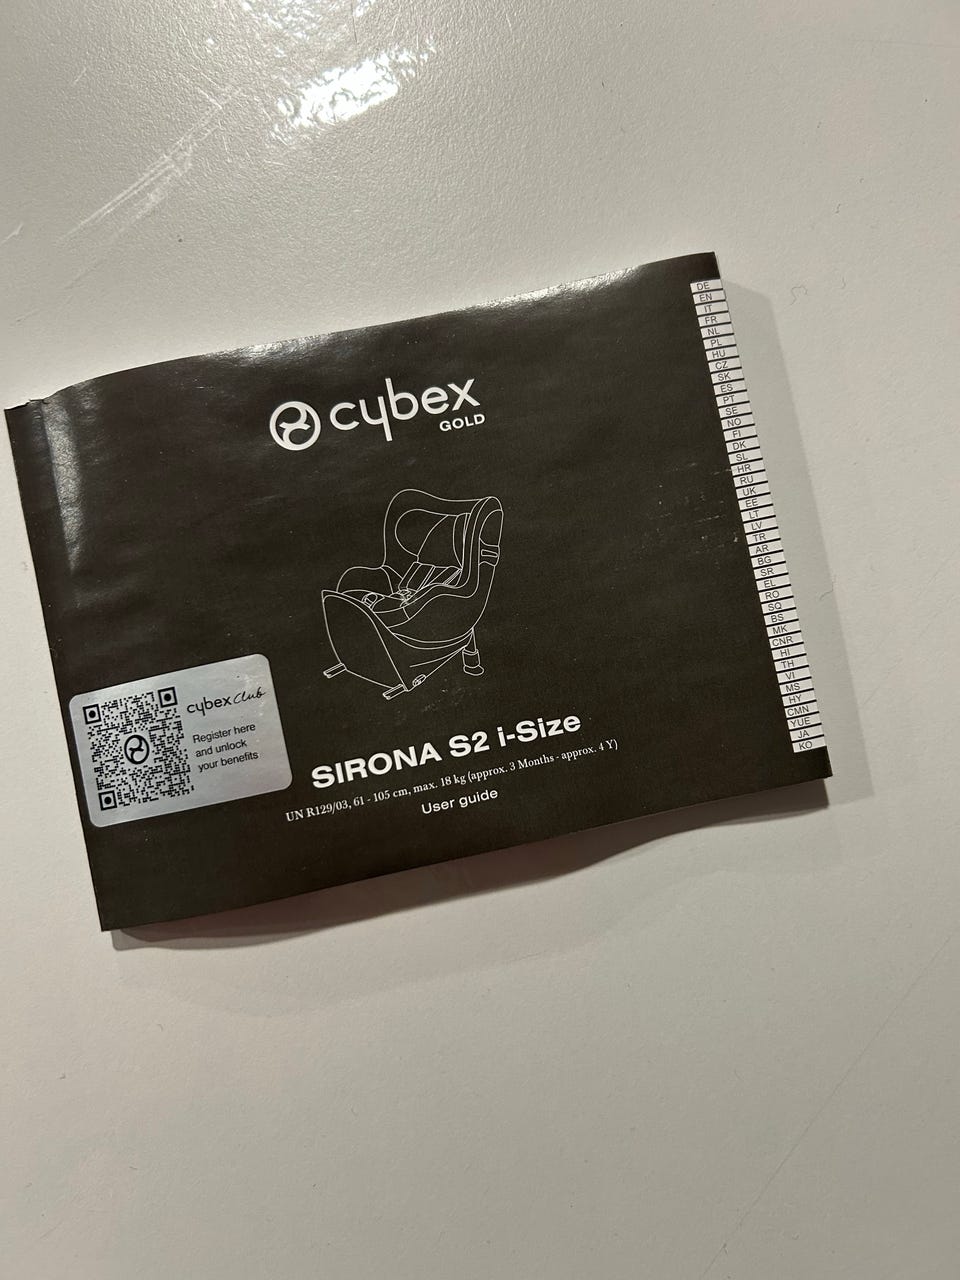 cybex
GOLD
cybex club
Register here
and unlock
your benefits
SIRONA S2 i-Size
UN R129/03, 61 - 105 cm, max. 18 kg (approx. 3 Months - approx. 4 Y)
User guide
DE
EN
IT
FR
NL
PL
HU
CZ
SK
ES
PT
SE
NO
FI
DK
SL
HR
RU
UK
EE
LT
LV
TR
AR
BG
SR
EL
RO
SQ
BS
MK
CNR
HI
TH
VI
MS
HY
CMN
YUE
JA
KO